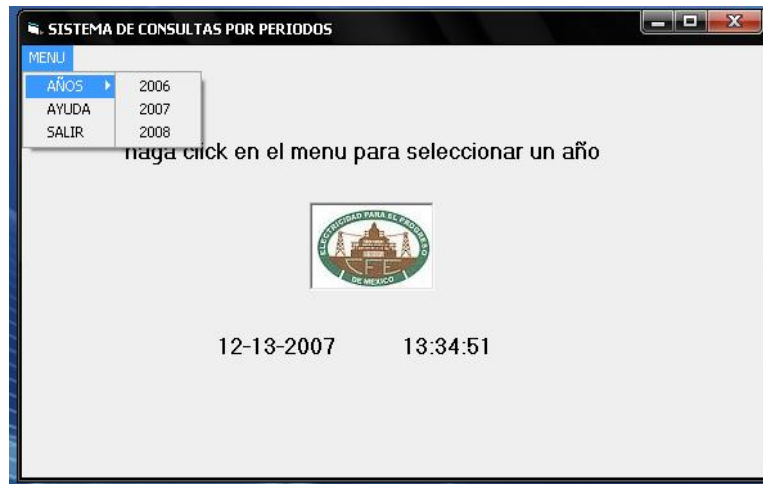 SISTEMA DE CONSULTAS POR PERIODOS
MENU
AÑOS
2006
AYUDA
2007
SALIR
2008
haga click en el menu para seleccionar un año
ELECTRICIDAD PARA EL PROGRESO
CFE
DE MEXICO
12-13-2007 13:34:51